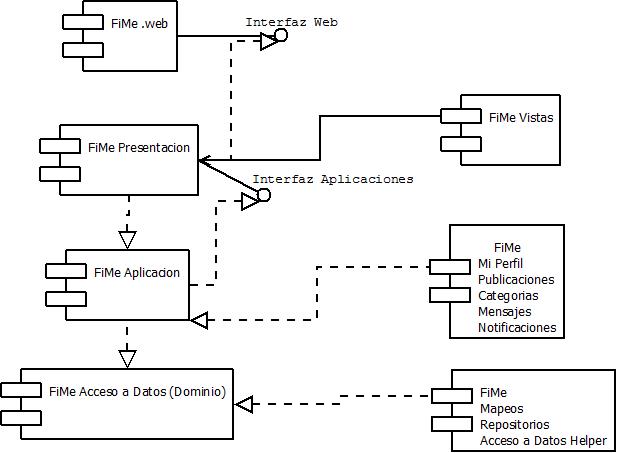 FiMe .web
Interfaz Web
FiMe Vistas
FiMe Presentacion
Interfaz Aplicaciones
FiMe Aplicacion
FiMe
Mi Perfil
Publicaciones
Categorias
Mensajes
Notificaciones
FiMe Acceso a Datos (Dominio)
FiMe
Mapeos
Repositorios
Acceso a Datos Helper